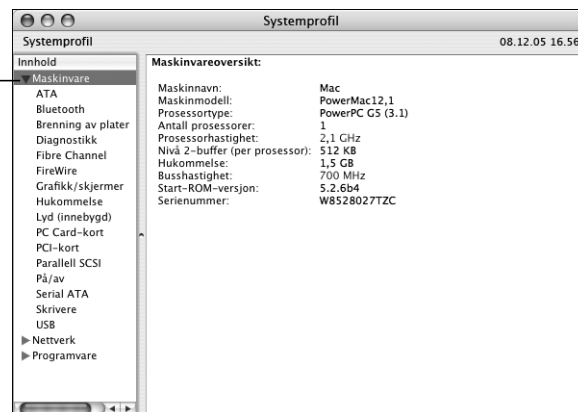 Systemprofil
Systemprofil 08.12.05 16.56
Innhold
Maskinvare
ATA
Bluetooth
Brenning av plater
Diagnostikk
Fibre Channel
FireWire
Grafikk/skjermer
Hukommelse
Lyd (innebygd)
PC Card-kort
PCI-kort
Parallell SCSI
På/av
Serial ATA
Skrivere
USB
Nettverk
Programvare
Maskinvareoversikt:
Maskinnavn: Mac
Maskinmodell: PowerMac12,1
Prosessortype: PowerPC G5 (3.1)
Antall prosessorer: 1
Prosessorhastighet: 2,1 GHz
Nivå 2-buffer (per prosessor): 512 KB
Hukommelse: 1,5 GB
Busshastighet: 700 MHz
Start-ROM-versjon: 5.2.6b4
Serienummer: W8528027TZC